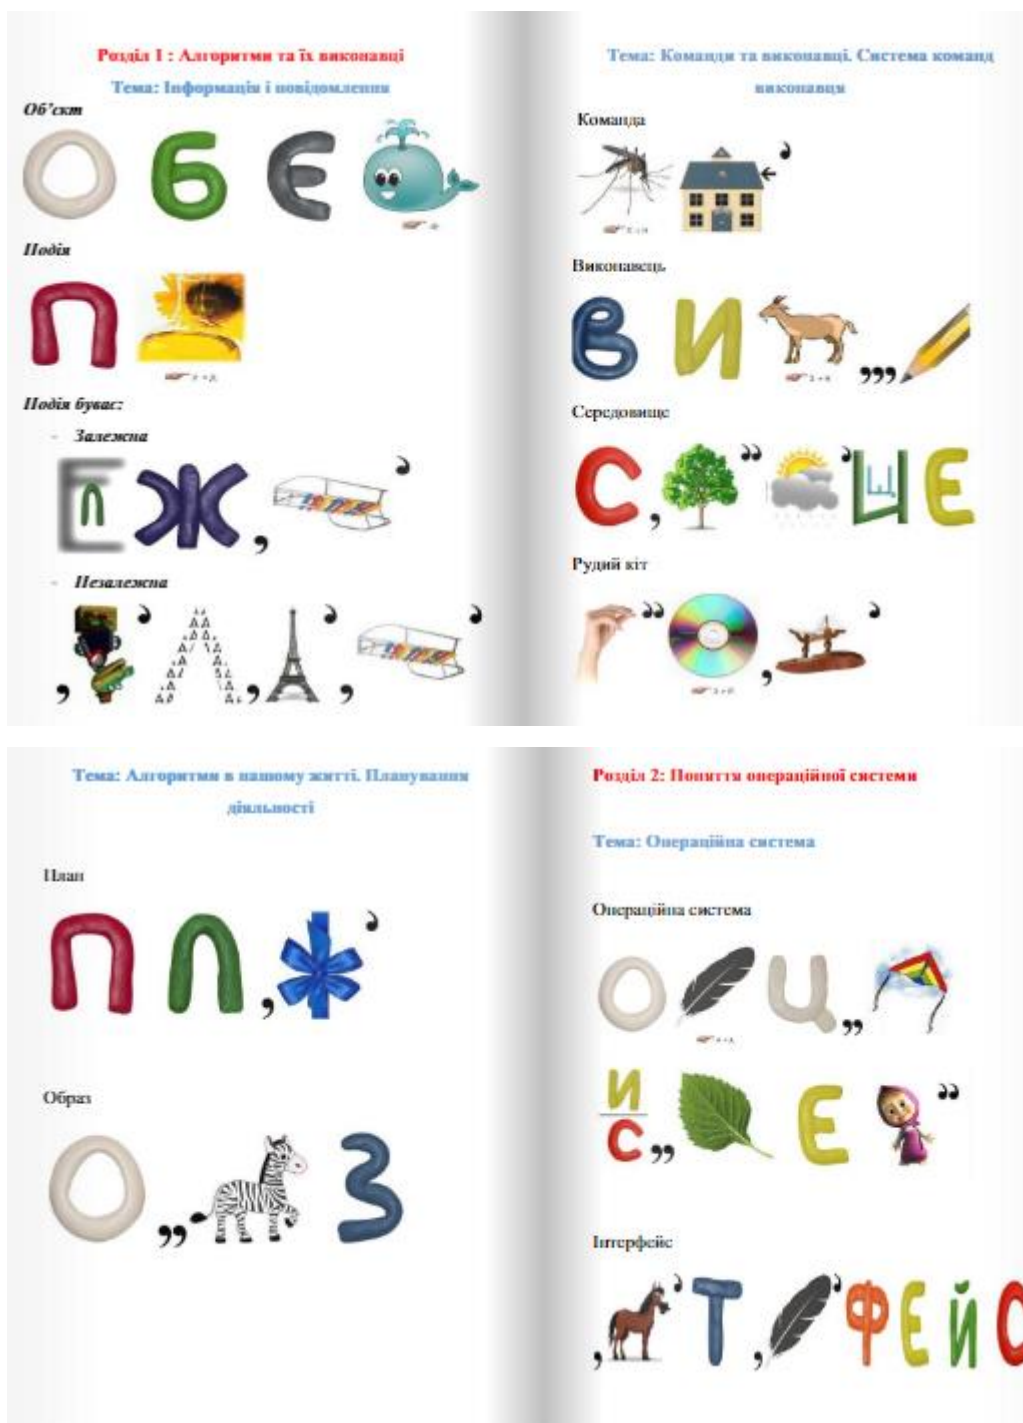 Розділ 1 : Алгоритми та їх виконавці
Тема: Інформація і повідомлення
Об’єкт
О Б Є
Подія
П
Подія буває:
- Залежна
Ж ,
- Незалежна
Тема: Команди та виконавці. Система команд
виконавця
Команда
Виконавець
В И
Середовище
С , Е
Рудий кіт
Тема: Алгоритми в нашому житті. Планування
діяльності
План
П Л ,
Образ
О ,, З
Розділ 2: Поняття операційної системи
Тема: Операційна система
Операційна система
О Ц ,,
И
С ,, Е
Інтерфейс
, Т , Ф Е Й С